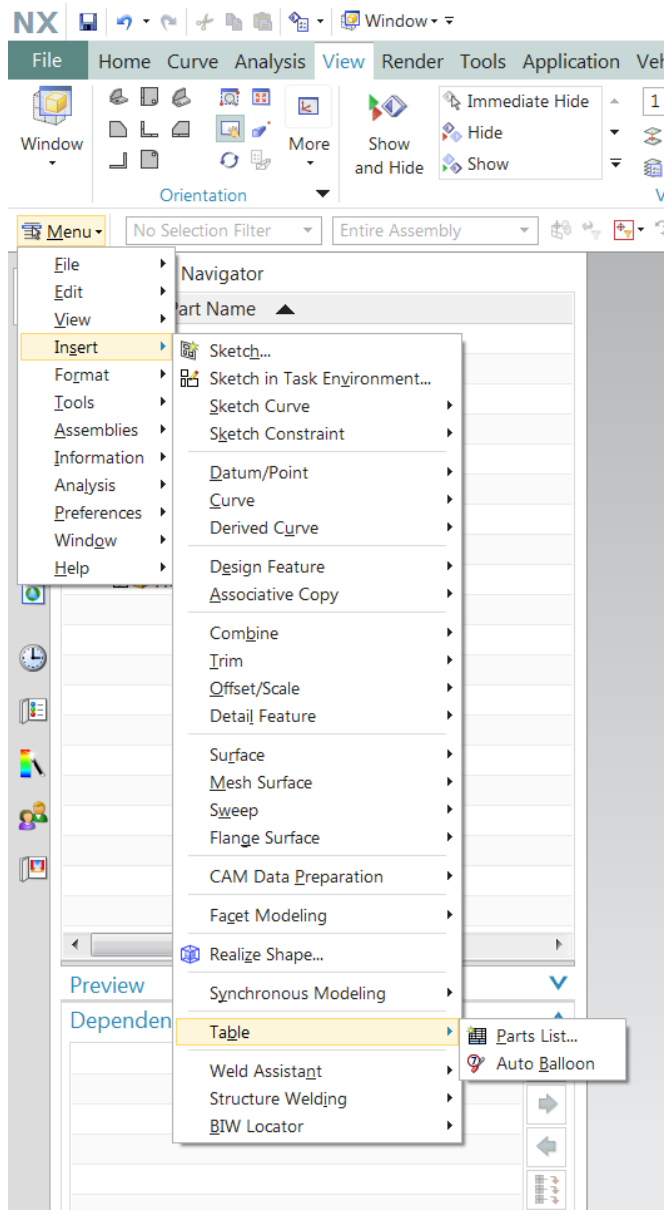 NX Window
File Home Curve Analysis View Render Tools Application Veh
Window
More
Show and Hide
Immediate Hide
Hide
Show
1
Orientation
V
Menu No Selection Filter Entire Assembly
Navigator
Part Name
File
Edit
View
Insert
Format
Tools
Assemblies
Information
Analysis
Preferences
Window
Help
Sketch...
Sketch in Task Environment...
Sketch Curve
Sketch Constraint
Datum/Point
Curve
Derived Curve
Design Feature
Associative Copy
Combine
Trim
Offset/Scale
Detail Feature
Surface
Mesh Surface
Sweep
Flange Surface
CAM Data Preparation
Facet Modeling
Realize Shape...
Synchronous Modeling
Table
Weld Assistant
Structure Welding
BIW Locator
Parts List...
Auto Balloon
Preview
Dependen